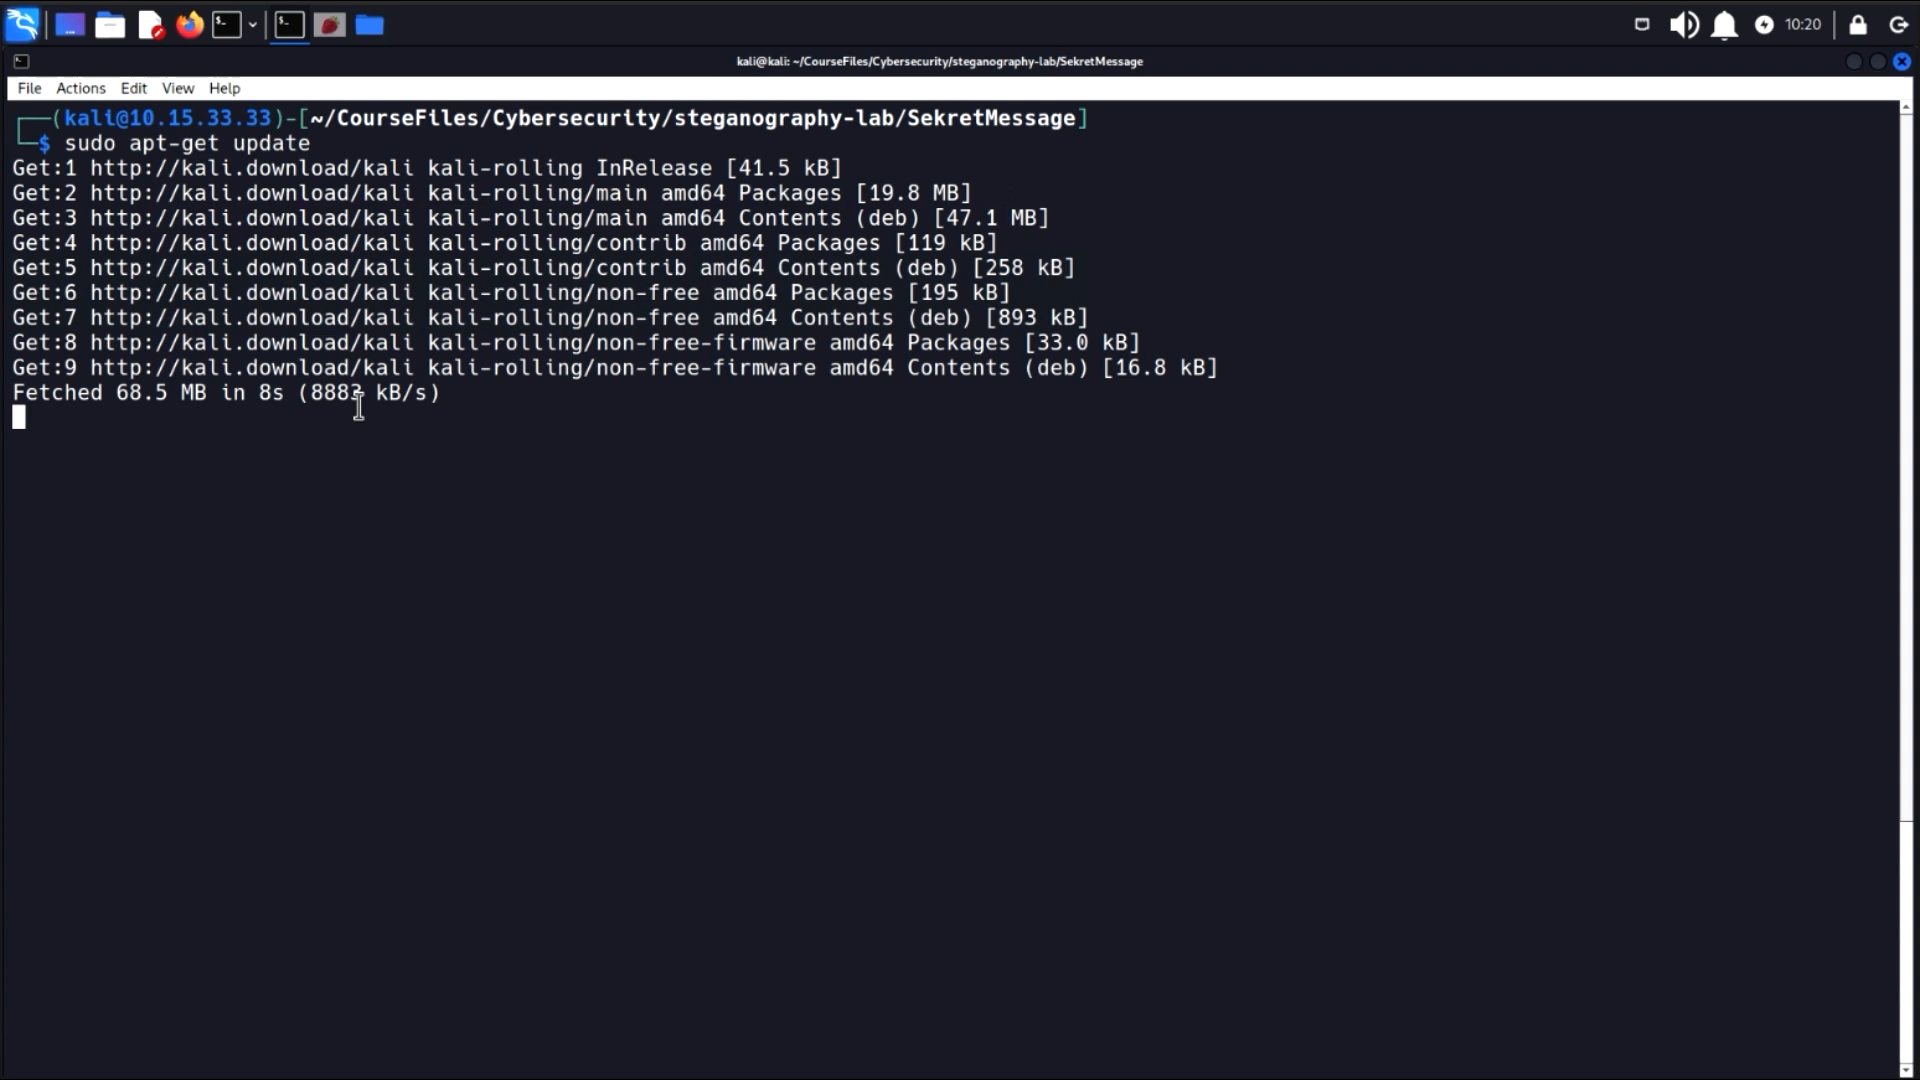 10:20
kali@kali: ~/CourseFiles/Cybersecurity/steganography-lab/SekretMessage
File Actions Edit View Help
(kali@10.15.33.33)-[~/CourseFiles/Cybersecurity/steganography-lab/SekretMessage]
$ sudo apt-get update
Get:1 http://kali.download/kali kali-rolling InRelease [41.5 kB]
Get:2 http://kali.download/kali kali-rolling/main amd64 Packages [19.8 MB]
Get:3 http://kali.download/kali kali-rolling/main amd64 Contents (deb) [47.1 MB]
Get:4 http://kali.download/kali kali-rolling/contrib amd64 Packages [119 kB]
Get:5 http://kali.download/kali kali-rolling/contrib amd64 Contents (deb) [258 kB]
Get:6 http://kali.download/kali kali-rolling/non-free amd64 Packages [195 kB]
Get:7 http://kali.download/kali kali-rolling/non-free amd64 Contents (deb) [893 kB]
Get:8 http://kali.download/kali kali-rolling/non-free-firmware amd64 Packages [33.0 kB]
Get:9 http://kali.download/kali kali-rolling/non-free-firmware amd64 Contents (deb) [16.8 kB]
Fetched 68.5 MB in 8s (8883 kB/s)